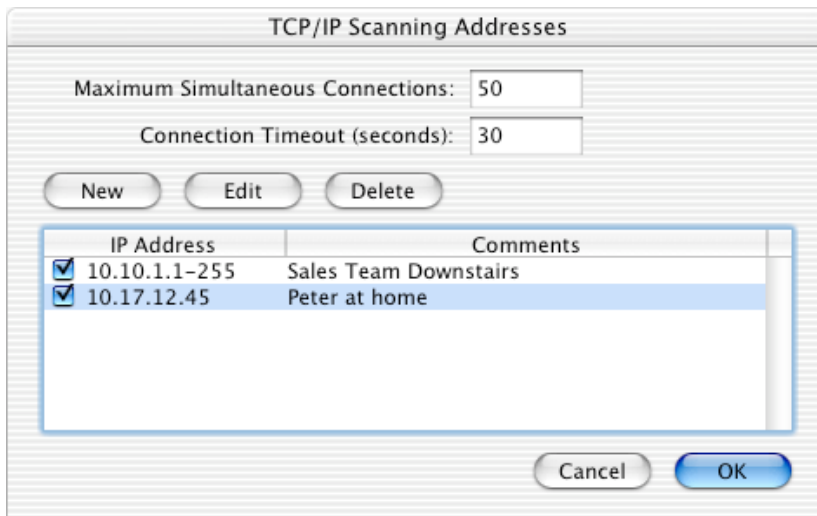 TCP/IP Scanning Addresses
Maximum Simultaneous Connections: 50
Connection Timeout (seconds): 30
New Edit Delete
IP Address Comments
10.10.1.1-255 Sales Team Downstairs
10.17.12.45 Peter at home
Cancel OK